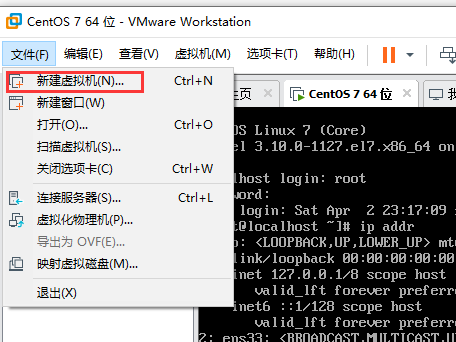 CentOS 7 64 位 - VMware Workstation
文件(F) 编辑(E) 查看(V) 虚拟机(M) 选项卡(T) 帮助(H)
新建虚拟机(N)... Ctrl+N
新建窗口(W)
打开(O)... Ctrl+O
扫描虚拟机(S)...
关闭选项卡(C) Ctrl+W
连接服务器(S)... Ctrl+L
虚拟化物理机(P)...
导出为 OVF(E)...
映射虚拟磁盘(M)...
退出(X)
主页 CentOS 7 64 位 我
OS Linux 7 (Core)
el 3.10.0-1127.el7.x86_64 on
lhost login: root
word:
login: Sat Apr 2 23:17:09
t@localhost ~]# ip addr
o: <LOOPBACK,UP,LOWER_UP> mt
link/loopback 00:00:00:00:00
inet 127.0.0.1/8 scope host
valid_lft forever preferre
inet6 ::1/128 scope host
valid_lft forever preferre
2: ens33: <BROADCAST,MULTICAST,U